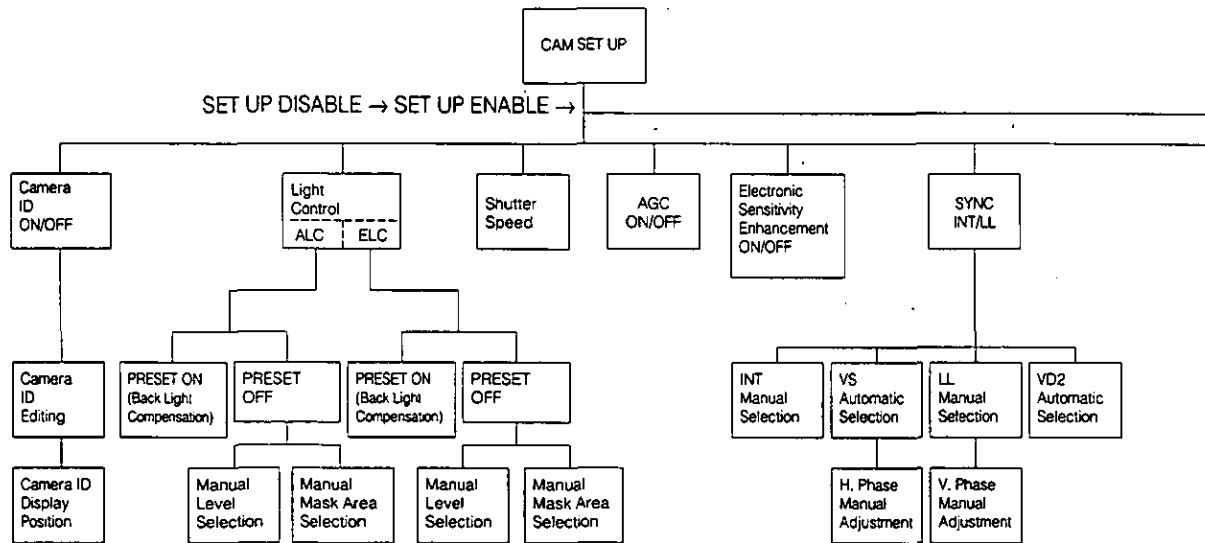 CAM SET UP
SET UP DISABLE → SET UP ENABLE →
Camera
ID
ON/OFF
Light
Control
ALC
ELC
Shutter
Speed
AGC
ON/OFF
Electronic
Sensitivity
Enhancement
ON/OFF
SYNC
INT/LL
Camera
ID
Editing
PRESET ON
(Back Light
Compensation)
PRESET
OFF
PRESET ON
(Back Light
Compensation)
PRESET
OFF
INT
Manual
Selection
VS
Automatic
Selection
LL
Manual
Selection
VD2
Automatic
Selection
Camera ID
Display
Position
Manual
Level
Selection
Manual
Mask Area
Selection
Manual
Level
Selection
Manual
Mask Area
Selection
H. Phase
Manual
Adjustment
V. Phase
Manual
Adjustment